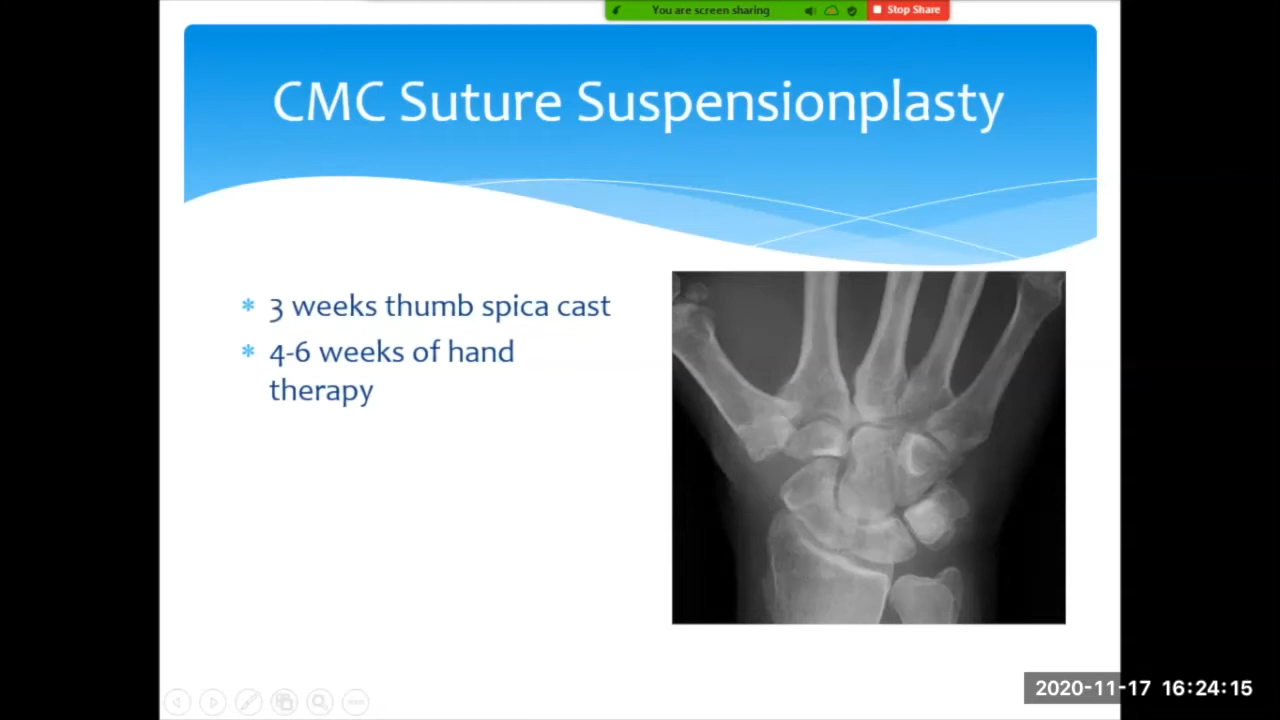 You are screen sharing
Stop Share
CMC Suture Suspensionplasty
* 3 weeks thumb spica cast
* 4-6 weeks of hand
therapy
2020-11-17 16:24:15